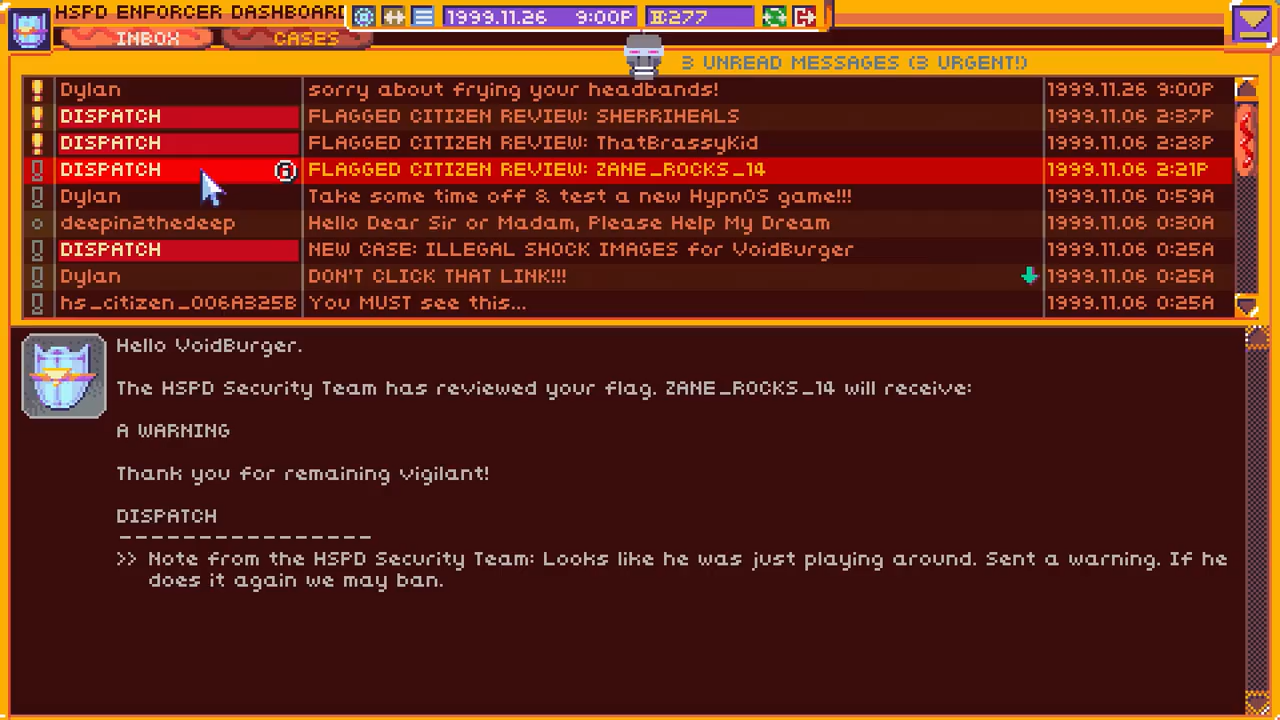 HSPD ENFORCER DASHBOARD
1999.11.26 9:00P
277
INBOX
CASES
3 UNREAD MESSAGES (3 URGENT!)
Dylan sorry about frying your headbands! 1999.11.26 9:00P
DISPATCH FLAGGED CITIZEN REVIEW: SHERRIHEALS 1999.11.06 2:37P
DISPATCH FLAGGED CITIZEN REVIEW: ThatBrassyKid 1999.11.06 2:28P
DISPATCH FLAGGED CITIZEN REVIEW: ZANE_ROCKS_14 1999.11.06 2:21P
Dylan Take some time off & test a new HypnOS game!!! 1999.11.06 0:59A
deepin2thedeep Hello Dear Sir or Madam, Please Help My Dream 1999.11.06 0:30A
DISPATCH NEW CASE: ILLEGAL SHOCK IMAGES for VoidBurger 1999.11.06 0:25A
Dylan DON'T CLICK THAT LINK!!! 1999.11.06 0:25A
hs_citizen_006A325B You MUST see this... 1999.11.06 0:25A
Hello VoidBurger.
The HSPD Security Team has reviewed your flag. ZANE_ROCKS_14 will receive:
A WARNING
Thank you for remaining vigilant!
DISPATCH
----------------
>> Note from the HSPD Security Team: Looks like he was just playing around. Sent a warning. If he
does it again we may ban.